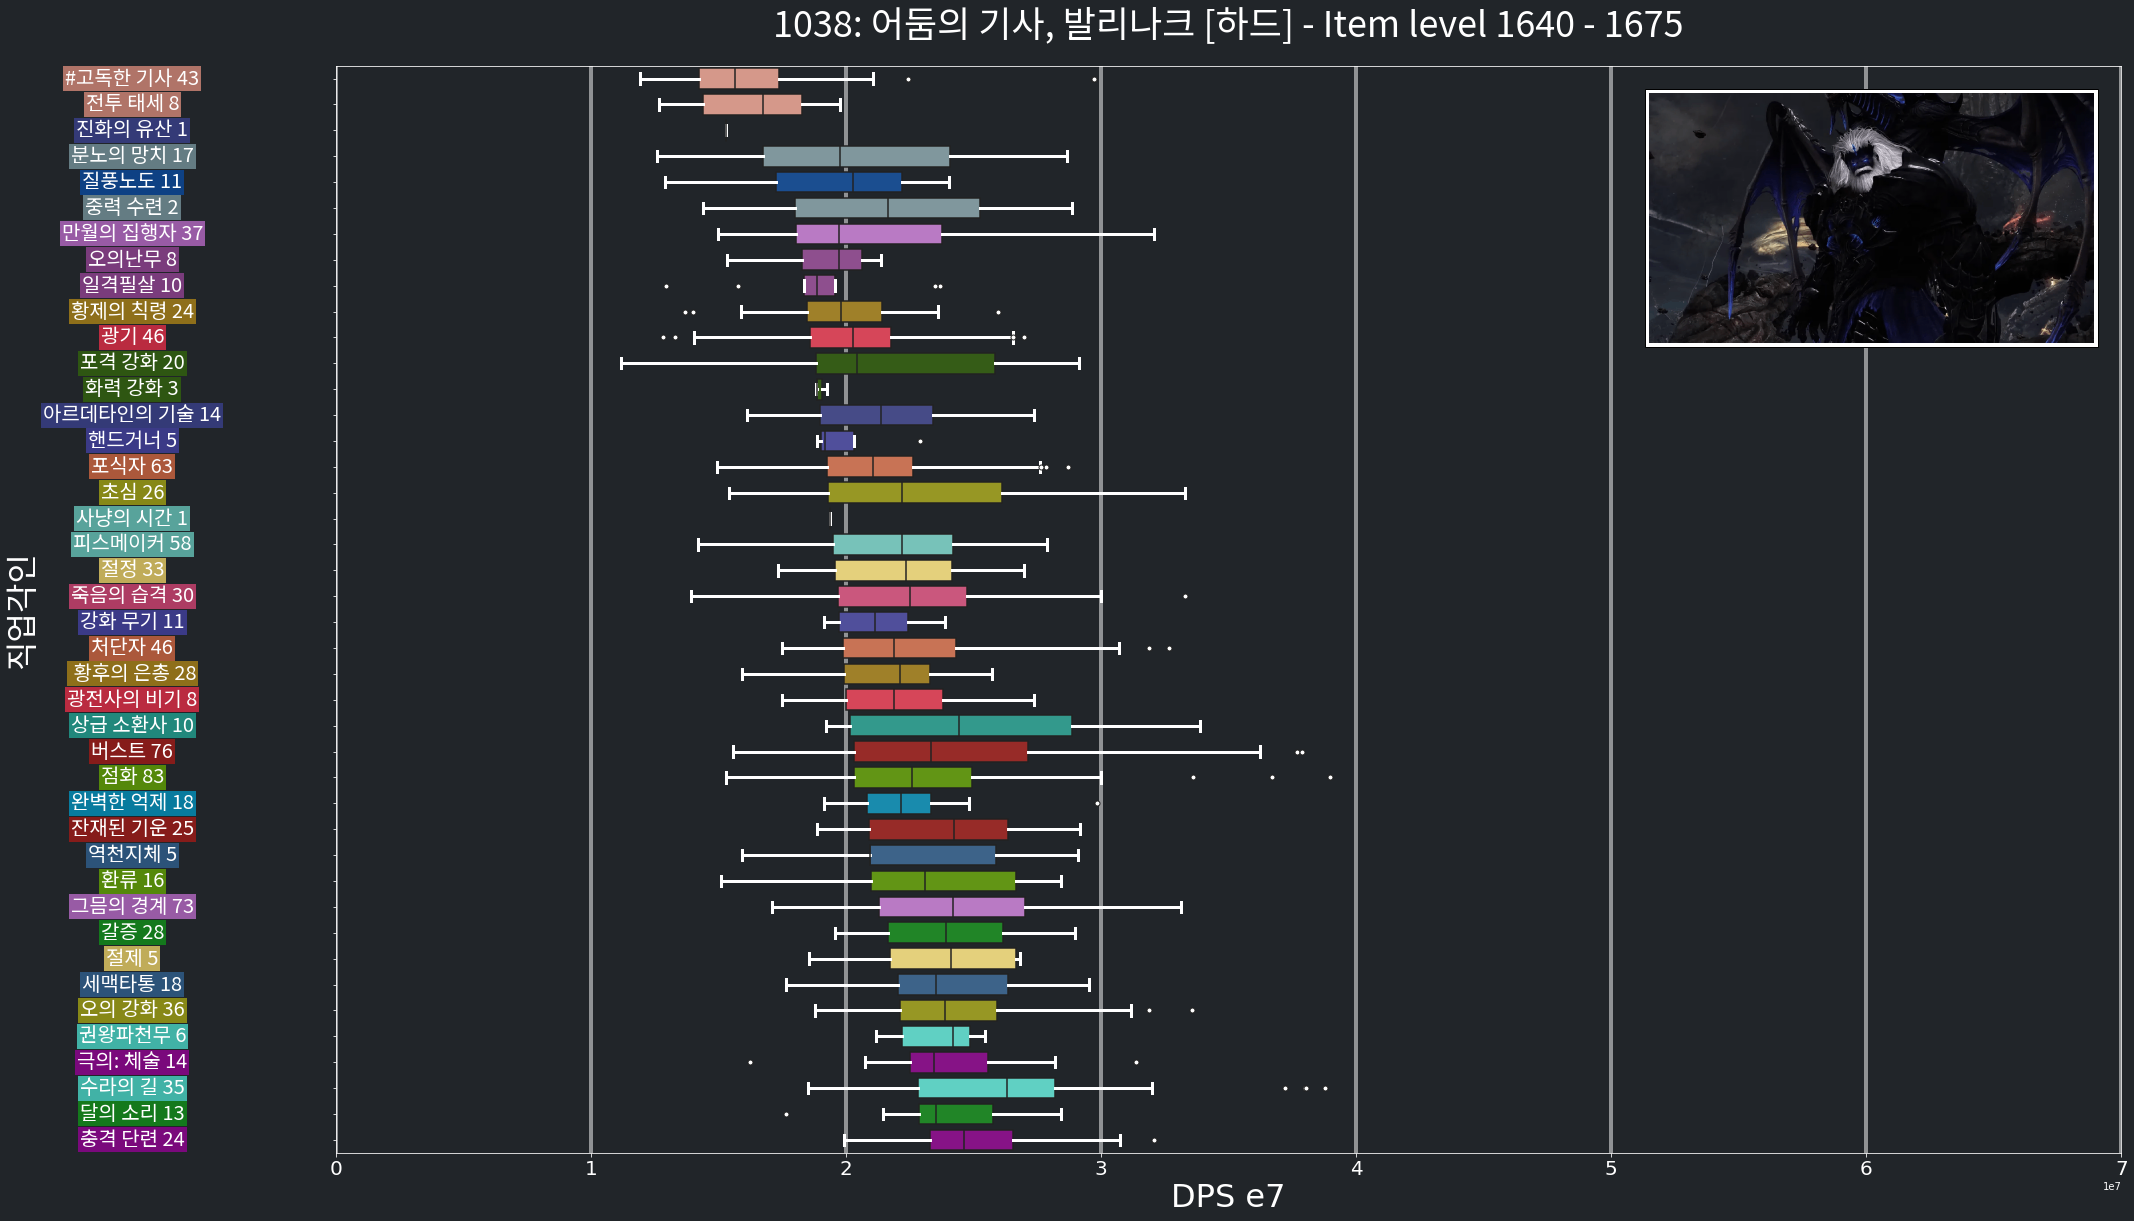 1038: 어둠의 기사, 발리나크 [하드] - Item level 1640 - 1675
직업각인
#고독한 기사 43
전투 태세 8
진화의 유산 1
분노의 망치 17
질풍노도 11
중력 수련 2
만월의 집행자 37
오의난무 8
일격필살 10
황제의 칙령 24
광기 46
포격 강화 20
화력 강화 3
아르데타인의 기술 14
핸드거너 5
포식자 63
초심 26
사냥의 시간 1
피스메이커 58
절정 33
죽음의 습격 30
강화 무기 11
처단자 46
황후의 은총 28
광전사의 비기 8
상급 소환사 10
버스트 76
점화 83
완벽한 억제 18
잔재된 기운 25
역천지체 5
환류 16
그믐의 경계 73
갈증 28
절제 5
세맥타통 18
오의 강화 36
권왕파천무 6
극의: 체술 14
수라의 길 35
달의 소리 13
충격 단련 24
0 1 2 3 4 5 6 7
1e7
DPS e7